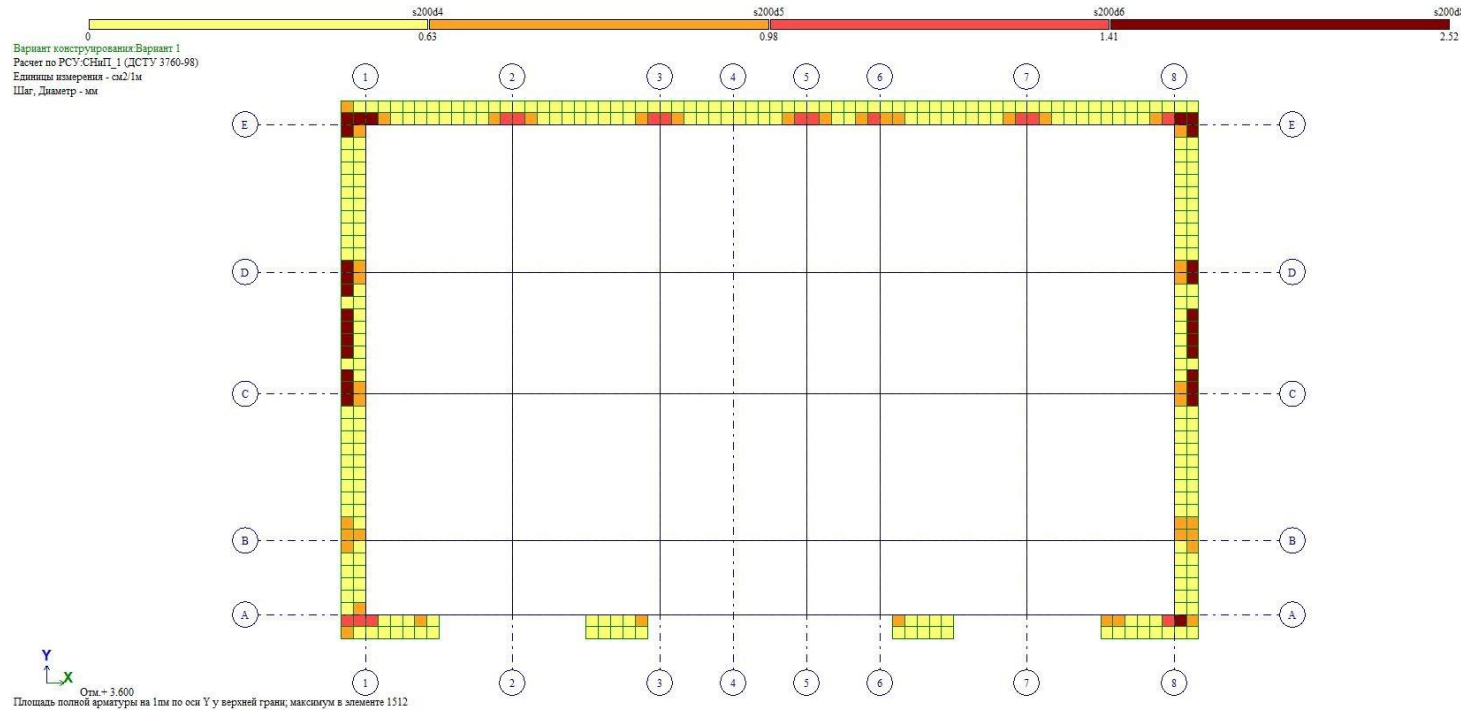 s200d4 s200d5 s200d6 s200d8
0 0.63 0.98 1.41 2.52
Вариант конструирования:Вариант 1
Расчет по РСУ:СНиП_1 (ДСТУ 3760-98)
Единицы измерения - см2/1м
Шаг, Диаметр - мм
1 2 3 4 5 6 7 8
E E
D D
C C
B B
A A
1 2 3 4 5 6 7 8
Y
X
Отм.+ 3.600
Площадь полной арматуры на 1пм по оси Y у верхней грани; максимум в элементе 1512